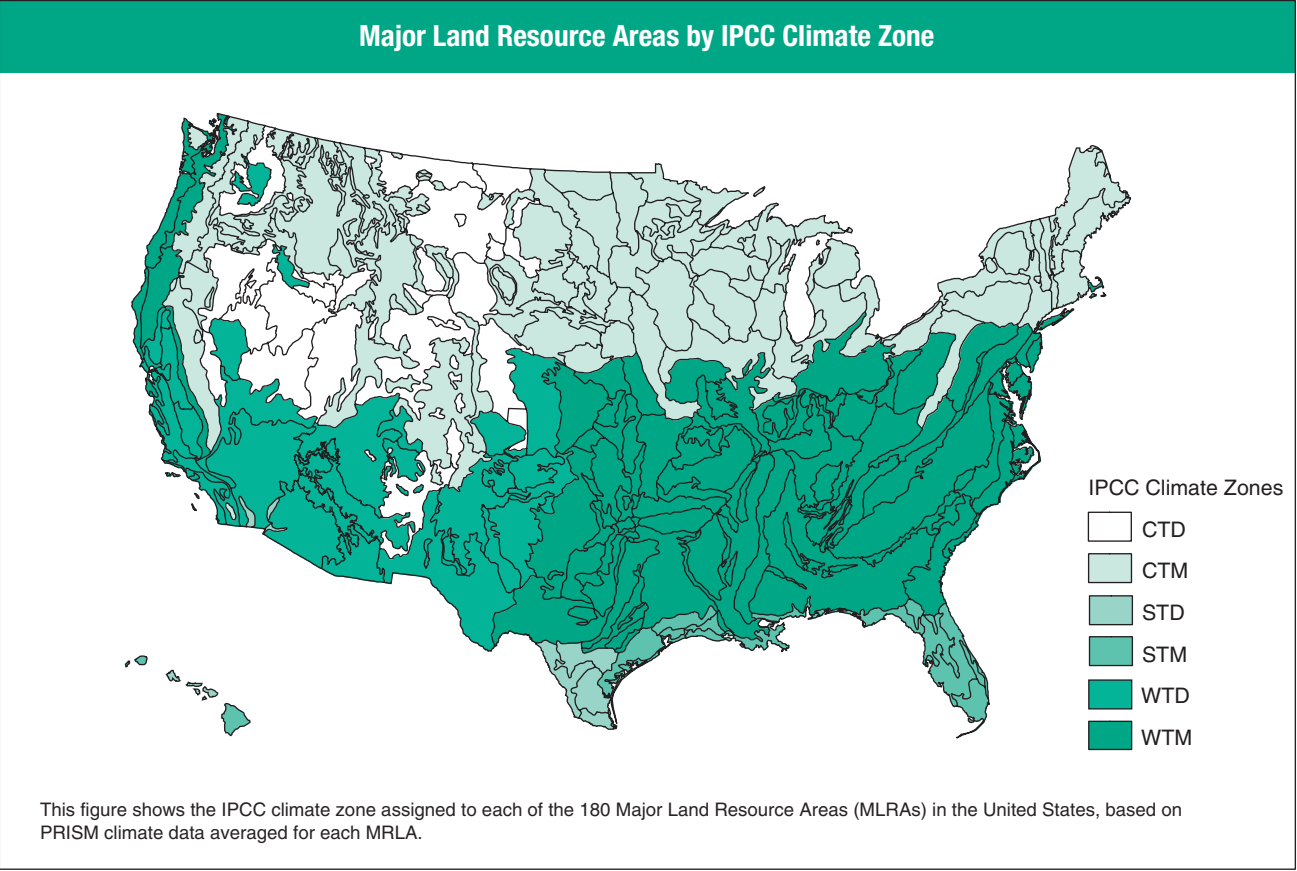 Major Land Resource Areas by IPCC Climate Zone
IPCC Climate Zones
CTD
CTM
STD
STM
WTD
WTM
This figure shows the IPCC climate zone assigned to each of the 180 Major Land Resource Areas (MLRAs) in the United States, based on
PRISM climate data averaged for each MRLA.